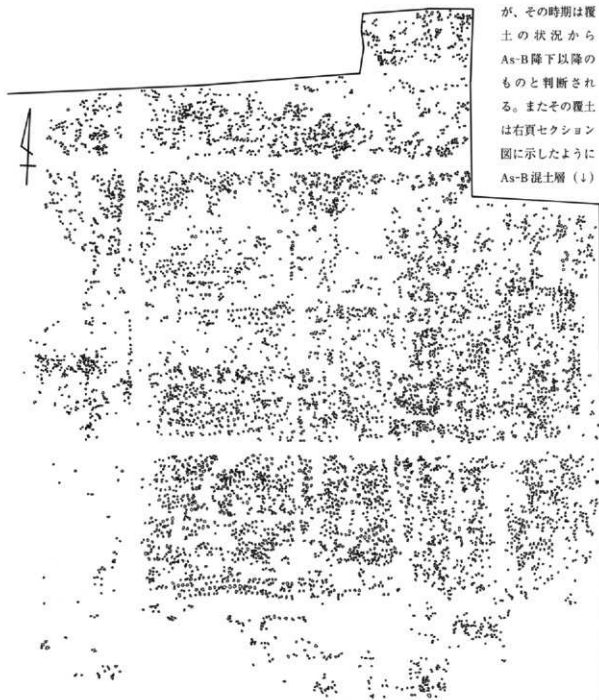 が、その時期は覆
土の状況から
As-B降下以降の
ものと判断され
る。またその覆土
は右頁セクション
図に示したように
As-B混土層（↓）